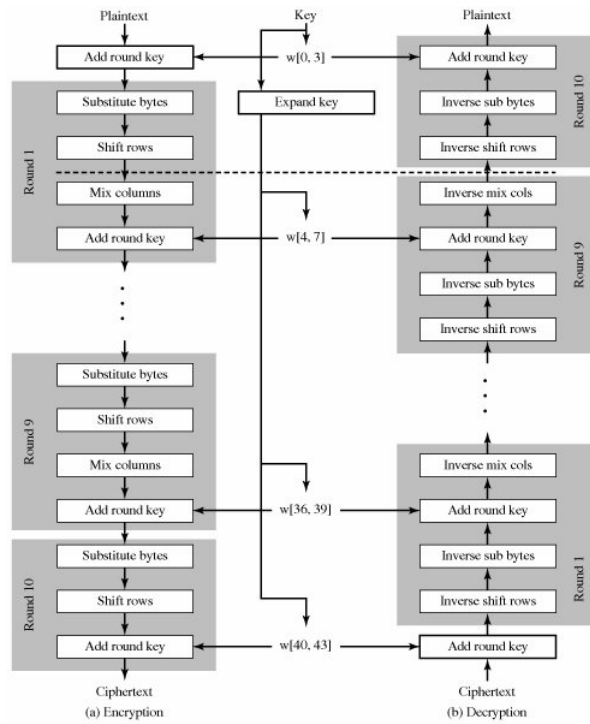 Plaintext
Add round key
Round 1
Substitute bytes
Shift rows
Mix columns
Add round key
Round 9
Substitute bytes
Shift rows
Mix columns
Add round key
Round 10
Substitute bytes
Shift rows
Add round key
Ciphertext
(a) Encryption
Key
w[0, 3]
Expand key
w[4, 7]
w[36, 39]
w[40, 43]
Plaintext
Round 10
Add round key
Inverse sub bytes
Inverse shift rows
Round 9
Inverse mix cols
Add round key
Inverse sub bytes
Inverse shift rows
Round 1
Inverse mix cols
Add round key
Inverse sub bytes
Inverse shift rows
Add round key
Ciphertext
(b) Decryption